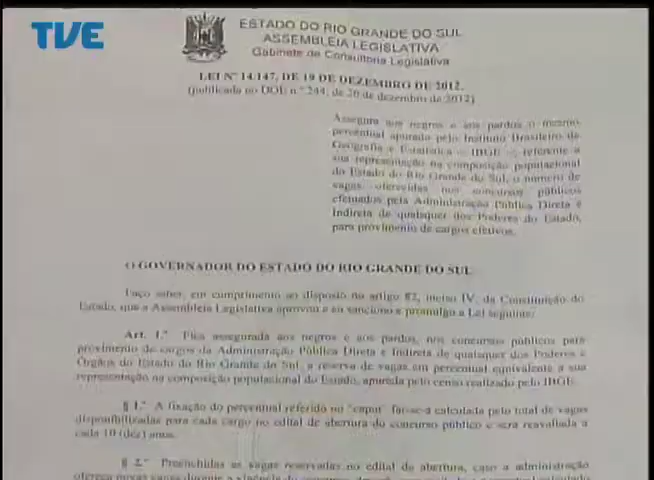 TVE
ESTADO DO RIO GRANDE DO SUL
ASSEMBLEIA LEGISLATIVA
Gabinete de Consultoria Legislativa
LEI Nº 14.147, DE 19 DE DEZEMBRO DE 2012.
(publicada no DOE n.º 244, de 20 de dezembro de 2012)
Assegura aos negros e aos pardos o mesmo
percentual apurado pelo Instituto Brasileiro de
Geografia e Estatística – IBGE –, referente a
sua representação na composição populacional
do Estado do Rio Grande do Sul, o número de
vagas oferecidas nos concursos públicos
efetuados pela Administração Pública Direta e
Indireta de quaisquer dos Poderes do Estado,
para provimento de cargos efetivos.
O GOVERNADOR DO ESTADO DO RIO GRANDE DO SUL.
Faço saber, em cumprimento ao disposto no artigo 82, inciso IV, da Constituição do
Estado, que a Assembleia Legislativa aprovou e eu sanciono e promulgo a Lei seguinte:
Art. 1.º Fica assegurada aos negros e aos pardos, nos concursos públicos para
provimento de cargos da Administração Pública Direta e Indireta de quaisquer dos Poderes e
Órgãos do Estado do Rio Grande do Sul, a reserva de vagas em percentual equivalente a sua
representação na composição populacional do Estado, apurada pelo censo realizado pelo IBGE.
§ 1.º A fixação do percentual referido no "caput" far-se-á calculada pelo total de vagas
disponibilizadas para cada cargo no edital de abertura do concurso público e será reavaliada a
cada 10 (dez) anos.
§ 2.º Preenchidas as vagas reservadas no edital de abertura, caso a administração
ofereça novas vagas durante a vigência do concurso